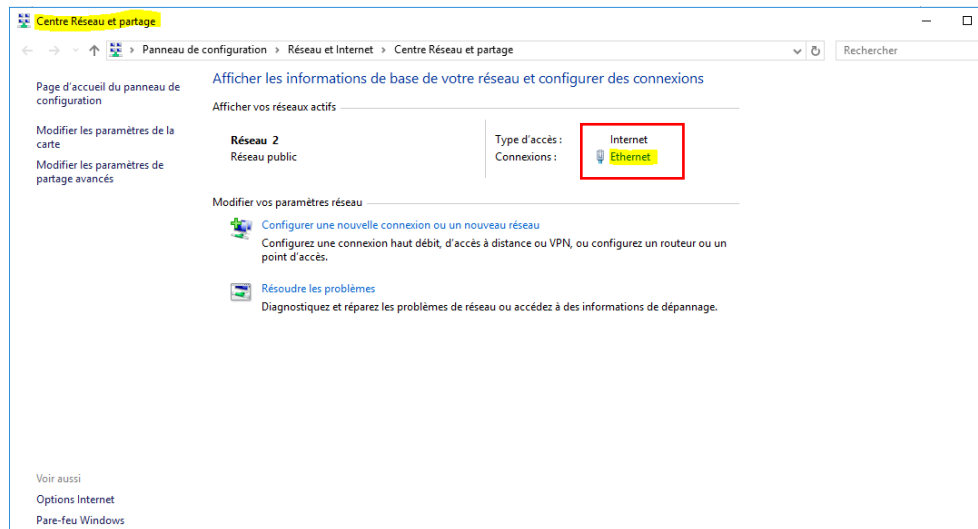 Centre Réseau et partage
Panneau de configuration > Réseau et Internet > Centre Réseau et partage
Rechercher
Page d'accueil du panneau de
configuration
Modifier les paramètres de la
carte
Modifier les paramètres de
partage avancés
Afficher les informations de base de votre réseau et configurer des connexions
Afficher vos réseaux actifs
Réseau 2
Réseau public
Type d'accès : Internet
Connexions : Ethernet
Modifier vos paramètres réseau
Configurer une nouvelle connexion ou un nouveau réseau
Configurez une connexion haut débit, d'accès à distance ou VPN, ou configurez un routeur ou un
point d'accès.
Résoudre les problèmes
Diagnostiquez et réparez les problèmes de réseau ou accédez à des informations de dépannage.
Voir aussi
Options Internet
Pare-feu Windows